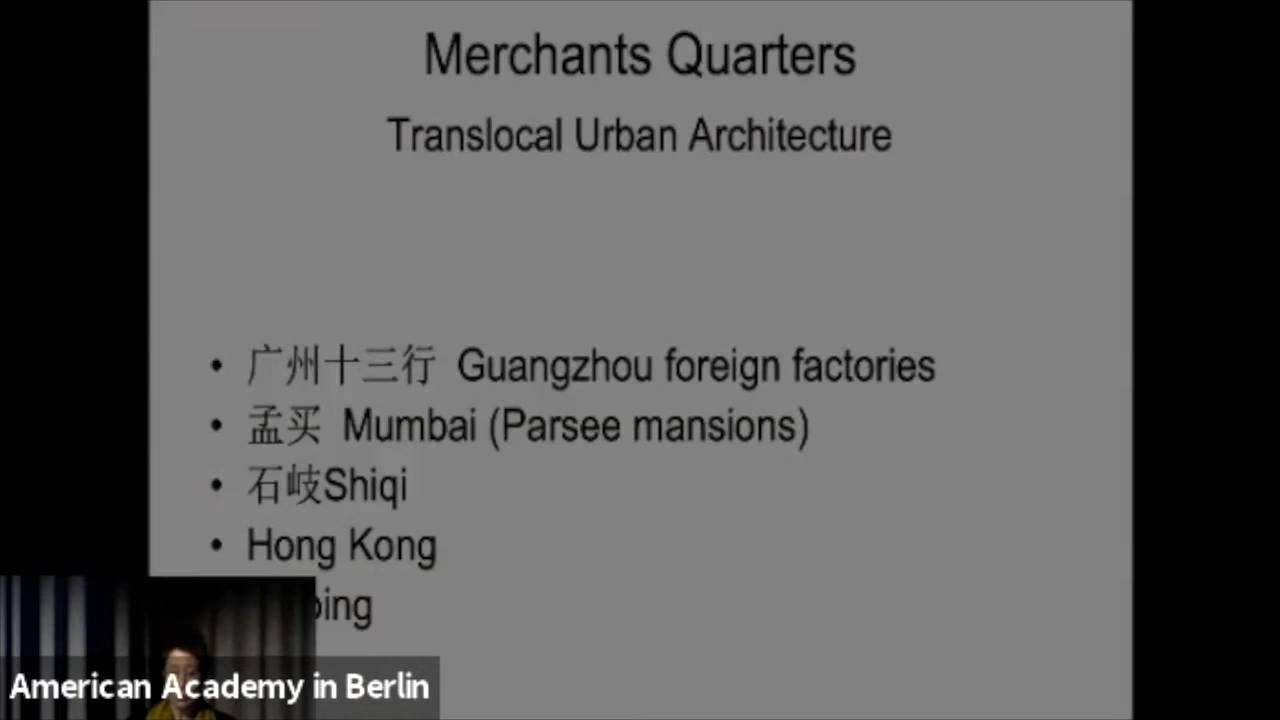 Merchants Quarters
Translocal Urban Architecture
• 广州十三行 Guangzhou foreign factories
• 孟买 Mumbai (Parsee mansions)
• 石岐Shiqi
• Hong Kong
American Academy in Berlin